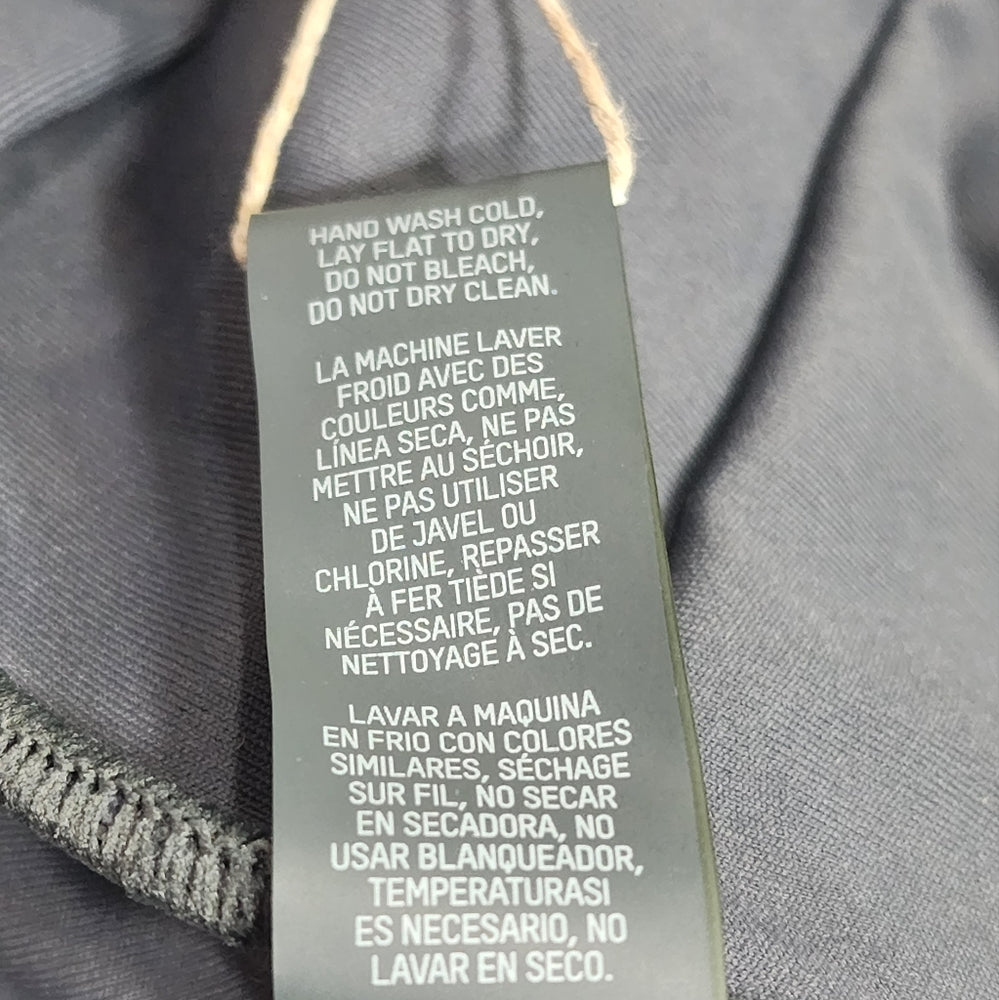 HAND WASH COLD,
LAY FLAT TO DRY,
DO NOT BLEACH,
DO NOT DRY CLEAN.
LA MACHINE LAVER
FROID AVEC DES
COULEURS COMME,
LÍNEA SECA, NE PAS
METTRE AU SÉCHOIR,
NE PAS UTILISER
DE JAVEL OU
CHLORINE, REPASSER
À FER TIÈDE SI
NÉCESSAIRE, PAS DE
NETTOYAGE À SEC.
LAVAR A MAQUINA
EN FRIO CON COLORES
SIMILARES, SÉCHAGE
SUR FIL, NO SECAR
EN SECADORA, NO
USAR BLANQUEADOR,
TEMPERATURASI
ES NECESARIO, NO
LAVAR EN SECO.